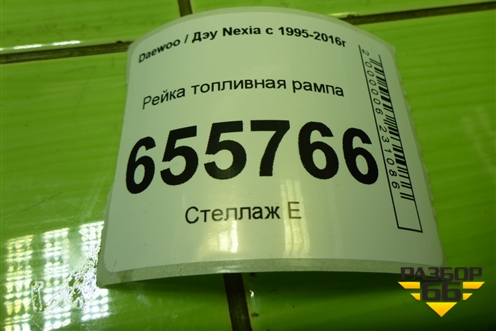 Daewoo / Дэу Nexia с 1995-2016г
Рейка топливная рампа
655766
Стеллаж Е
2000006231086
РАЗБОР
66